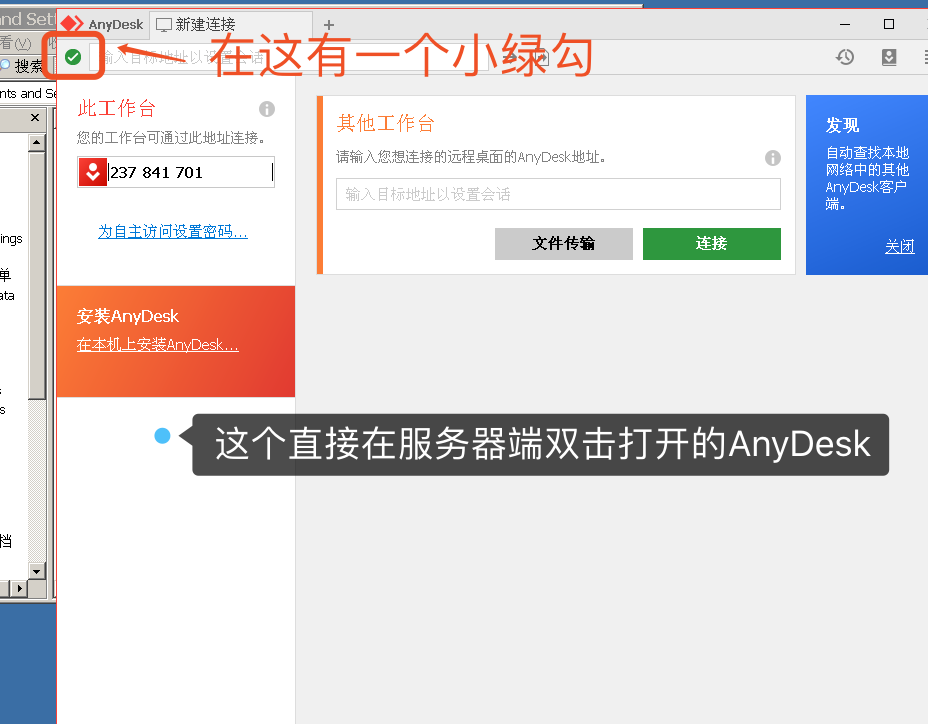 and Sett
AnyDesk
新建连接
看(V)
收
搜索
输入目标地址以设置会话
在这有一个小绿勾
nts and Se
此工作台
您的工作台可通过此地址连接。
237 841 701
为自主访问设置密码...
安装AnyDesk
在本机上安装AnyDesk...
其他工作台
请输入您想连接的远程桌面的AnyDesk地址。
输入目标地址以设置会话
文件传输
连接
发现
自动查找本地
网络中的其他
AnyDesk客户
端。
关闭
ings
单
ata
s
s
档
这个直接在服务器端双击打开的AnyDesk